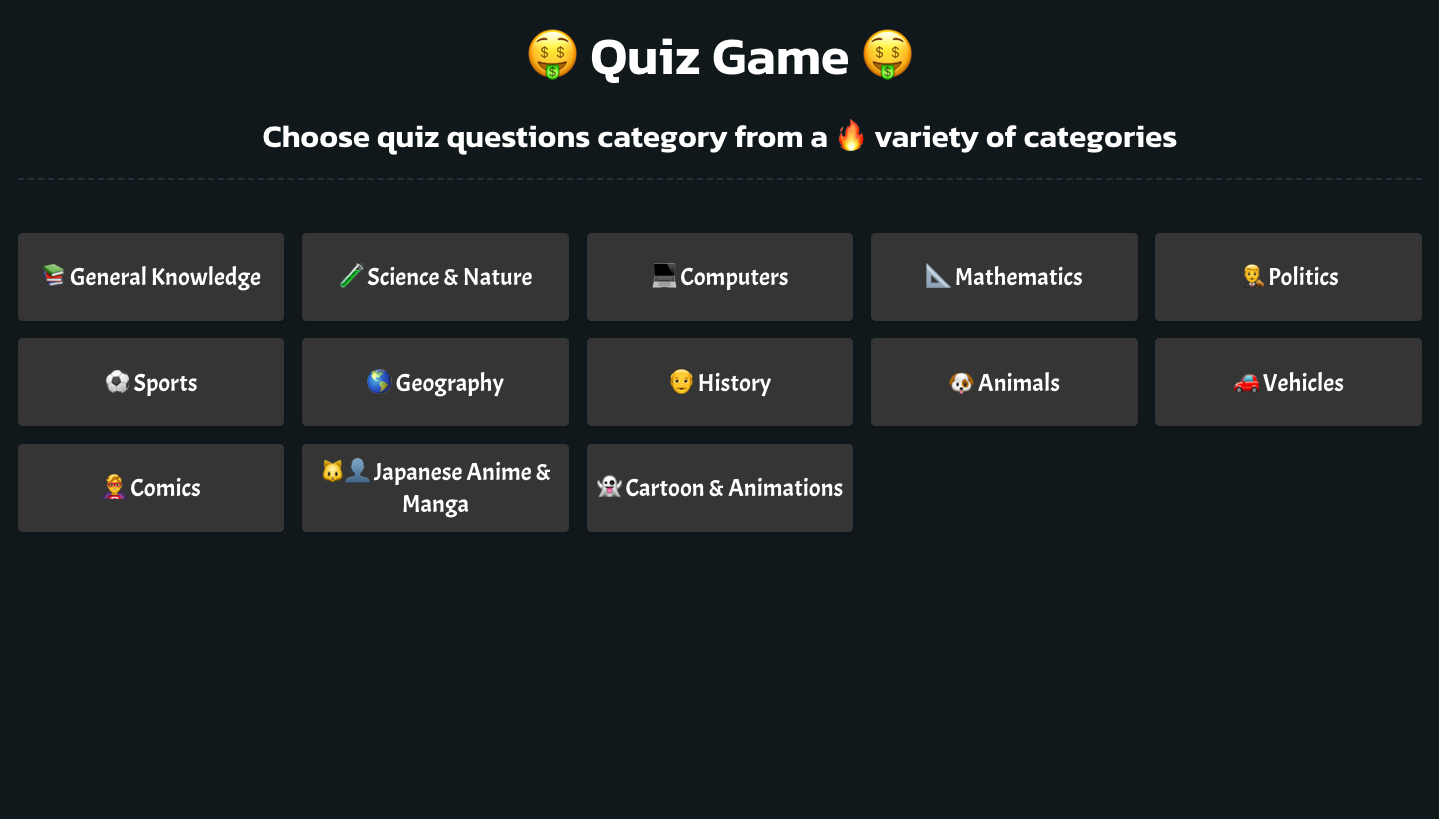 🤑 Quiz Game 🤑
Choose quiz questions category from a 🔥 variety of categories
📚 General Knowledge
🧪 Science & Nature
💻 Computers
📐 Mathematics
🕵️ Politics
⚽ Sports
🌎 Geography
👴 History
🐶 Animals
🚗 Vehicles
🦹 Comics
🐱👤 Japanese Anime &
Manga
👻 Cartoon & Animations